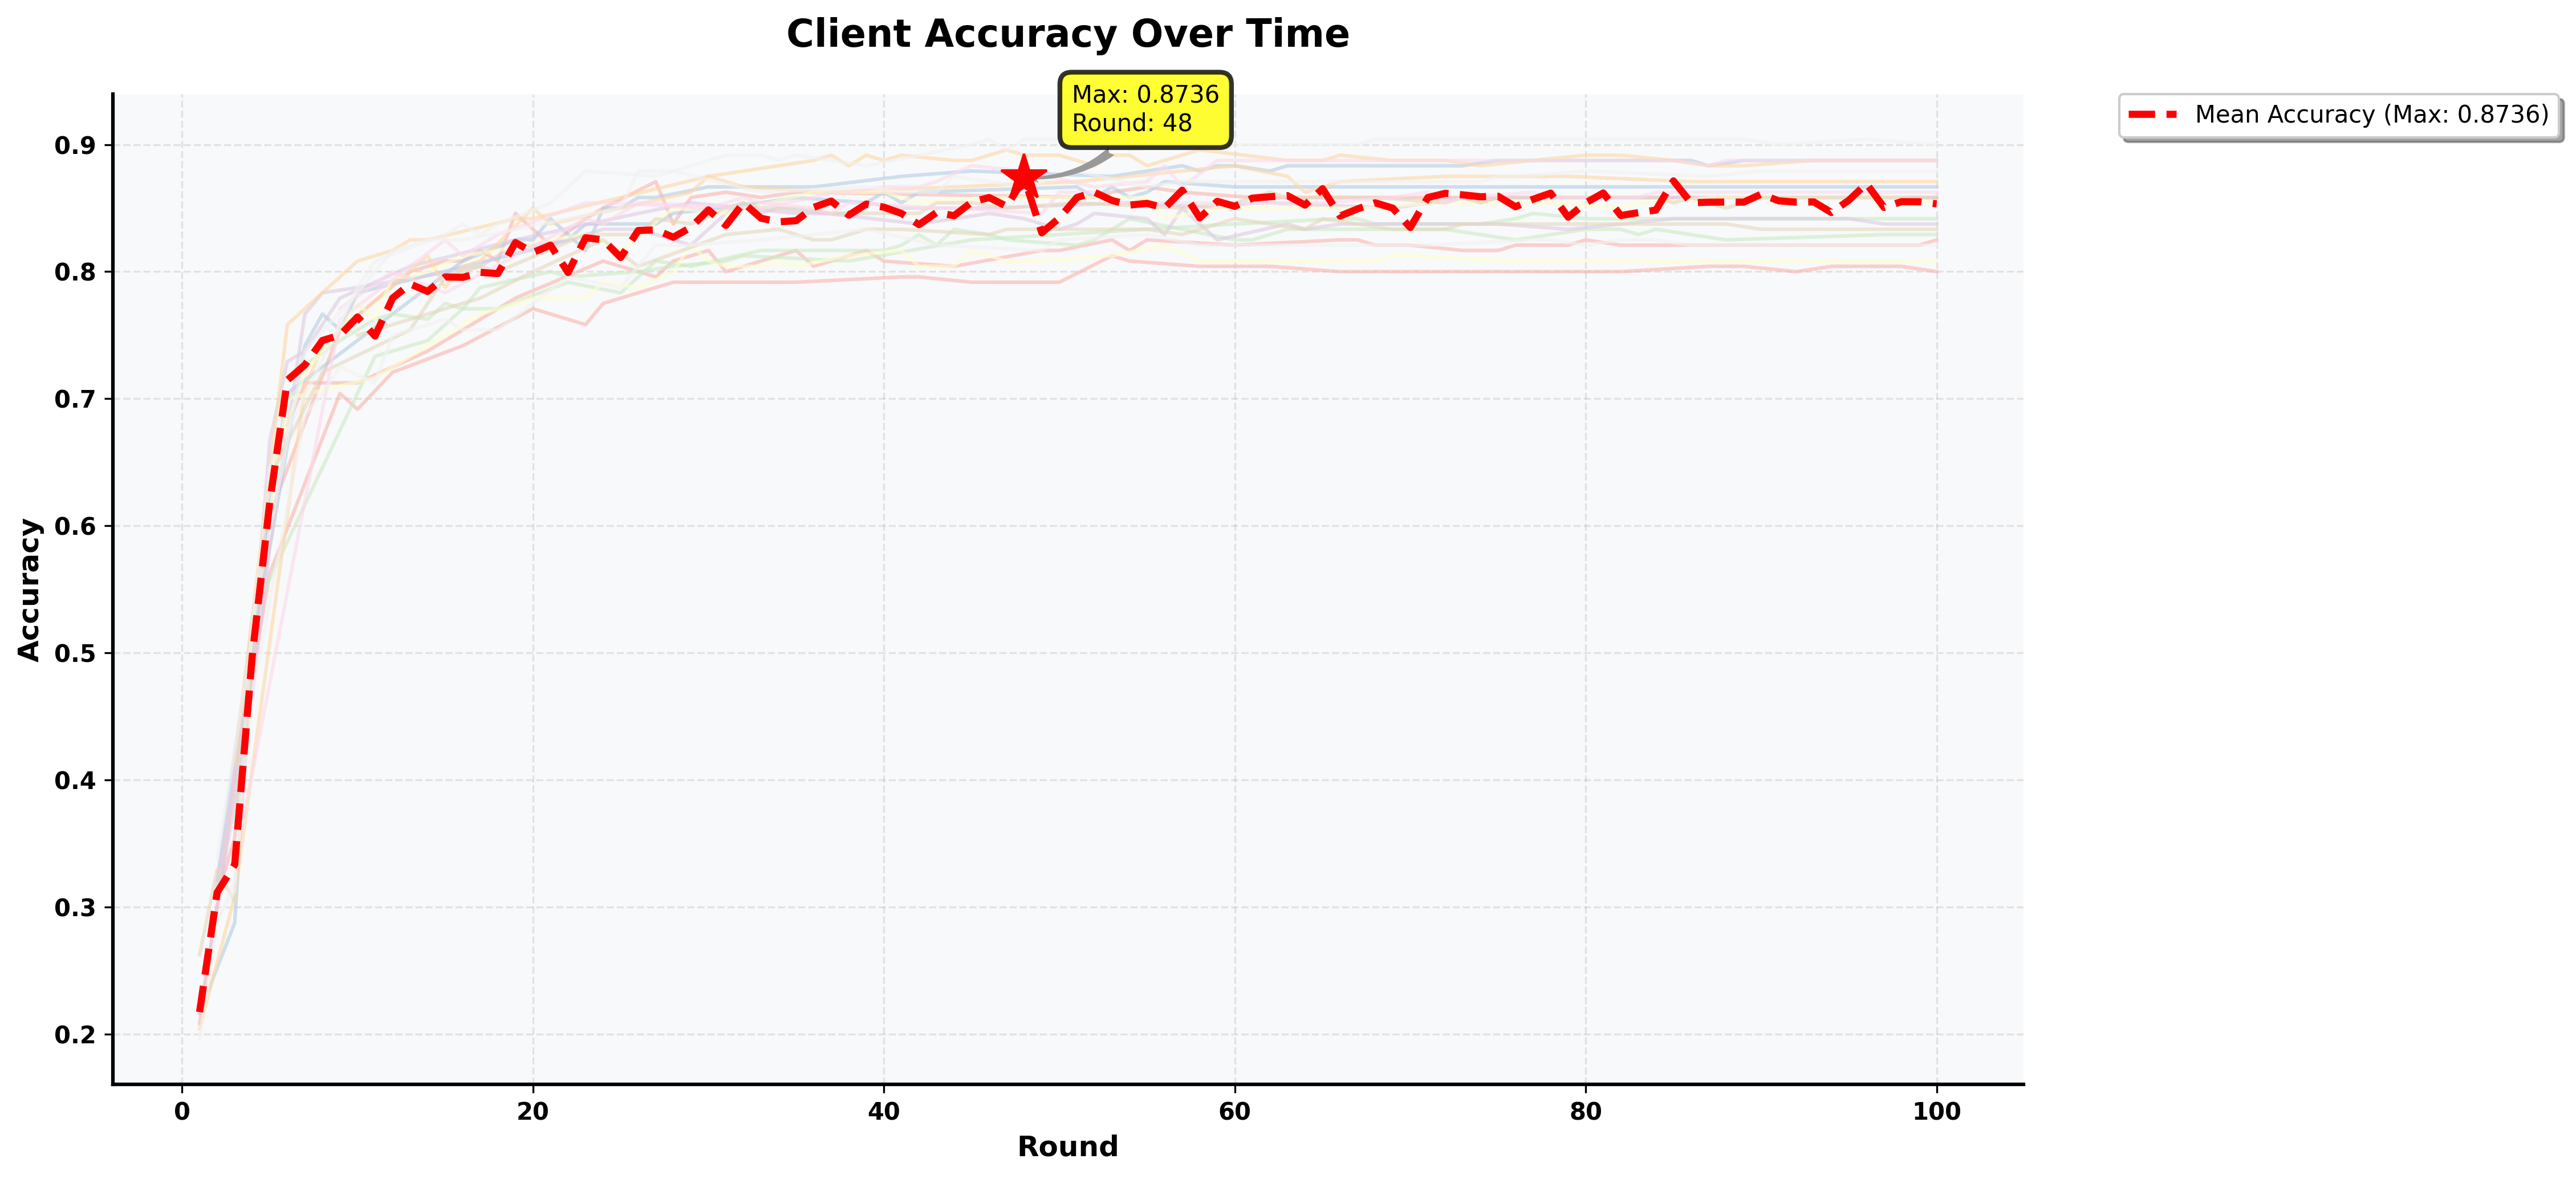 Client Accuracy Over Time
Max: 0.8736
Round: 48
Mean Accuracy (Max: 0.8736)
Accuracy
0.9
0.8
0.7
0.6
0.5
0.4
0.3
0.2
0
20
40
60
80
100
Round